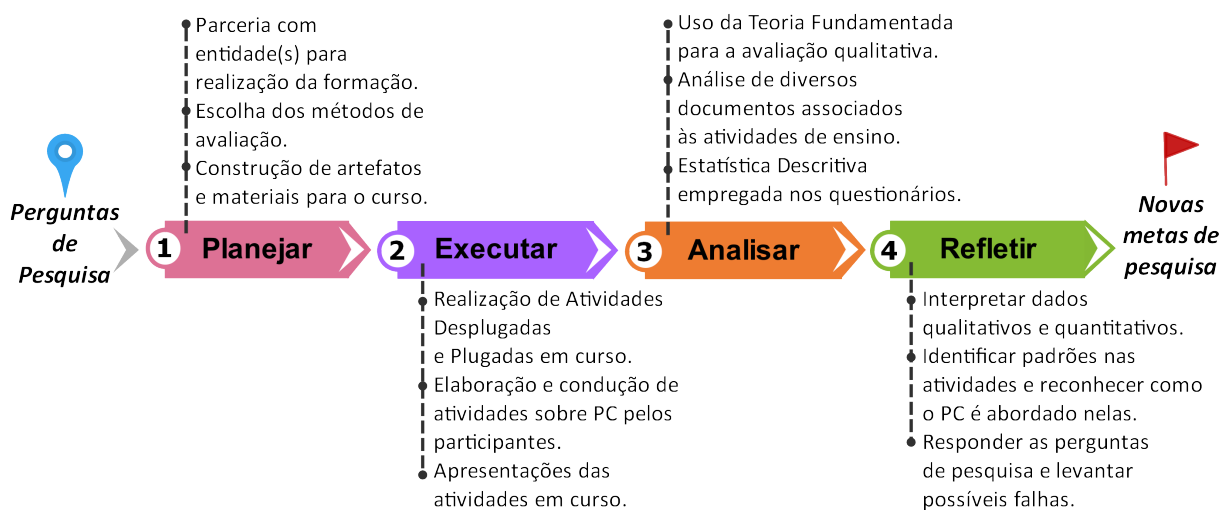 Perguntas
de
Pesquisa
Parceria com
entidade(s) para
realização da formação.
Escolha dos métodos de
avaliação.
Construção de artefatos
e materiais para o curso.
1 Planejar
2 Executar
Realização de Atividades
Desplugadas
e Plugadas em curso.
Elaboração e condução de
atividades sobre PC pelos
participantes.
Apresentações das
atividades em curso.
Uso da Teoria Fundamentada
para a avaliação qualitativa.
Análise de diversos
documentos associados
às atividades de ensino.
Estatística Descritiva
empregada nos questionários.
3 Analisar
4 Refletir
Interpretar dados
qualitativos e quantitativos.
Identificar padrões nas
atividades e reconhecer como
o PC é abordado nelas.
Responder as perguntas
de pesquisa e levantar
possíveis falhas.
Novas
metas de
pesquisa